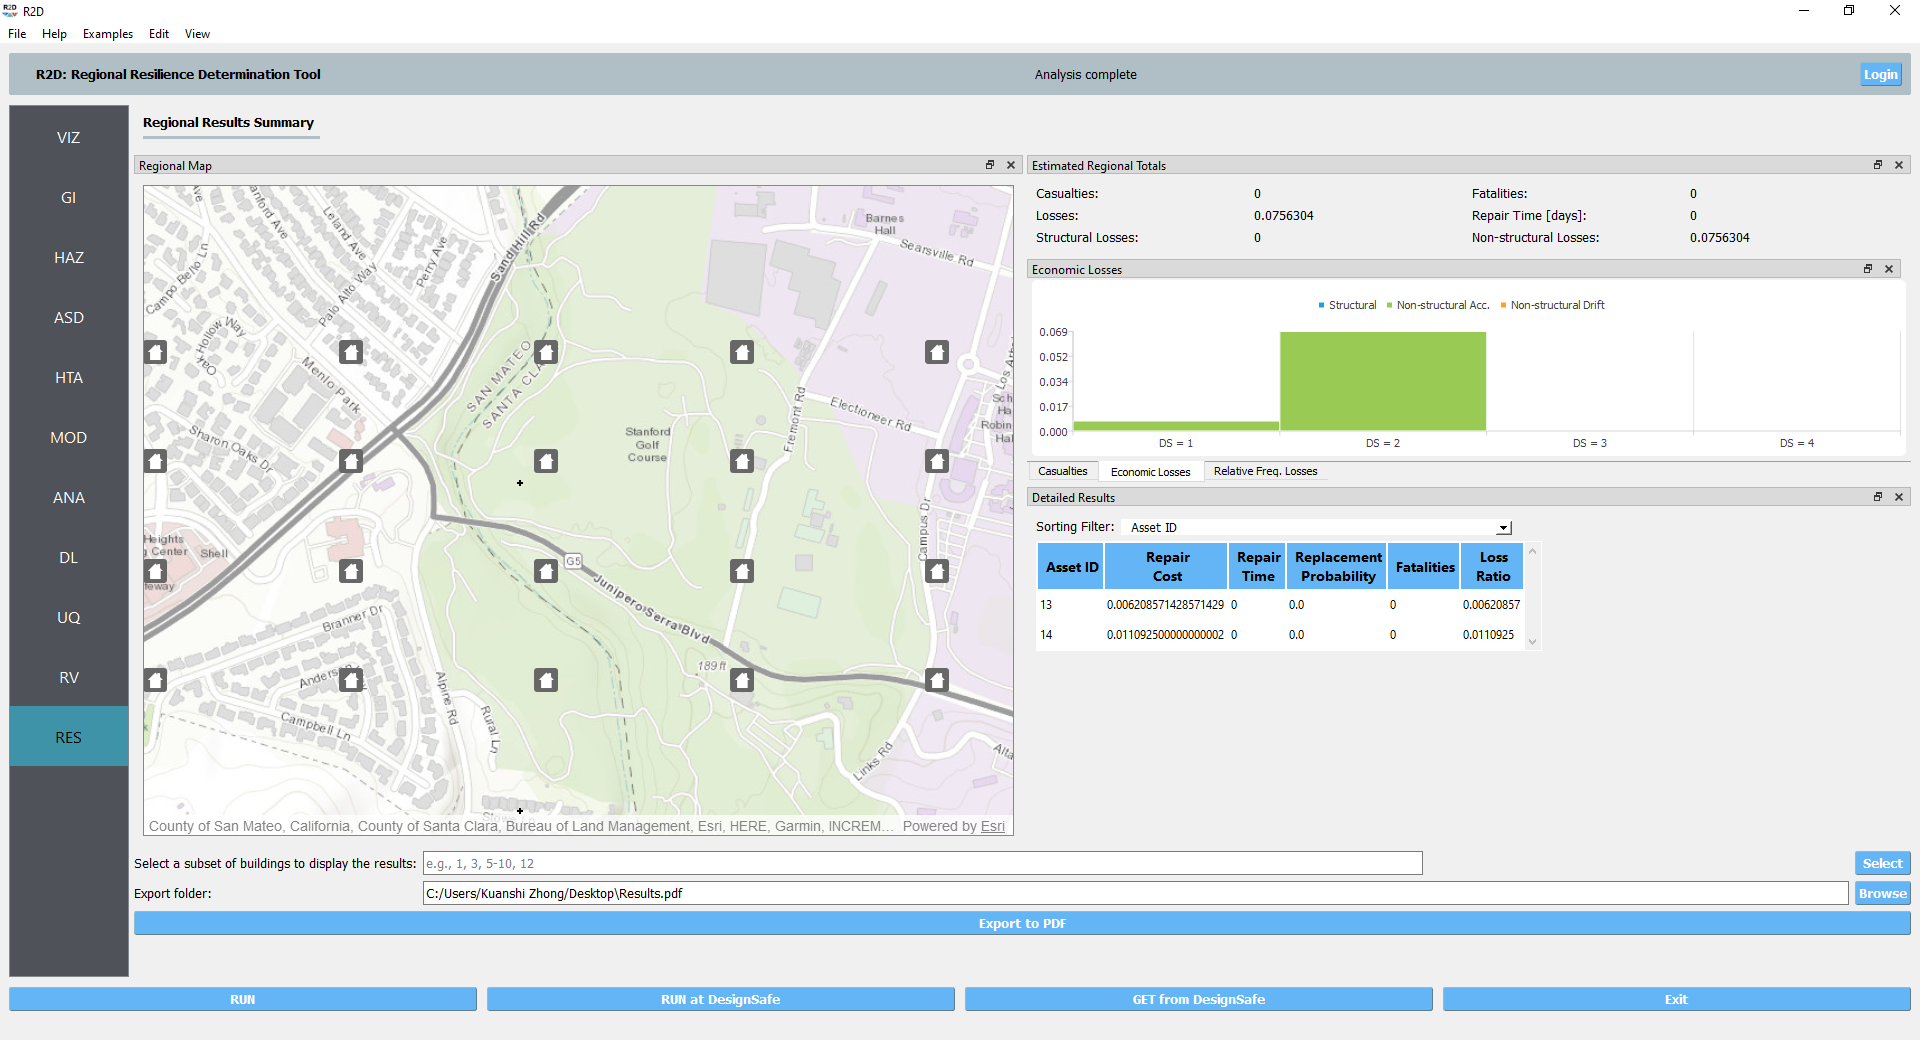 R2D
File Help Examples Edit View
R2D: Regional Resilience Determination Tool
Analysis complete
Login
VIZ
GI
HAZ
ASD
HTA
MOD
ANA
DL
UQ
RV
RES
Regional Results Summary
Regional Map
Leland Ave
Perry Ave
Palo Alto Way
Campo Bello Ln
Oak Hollow Way
Sharon Oaks Dr
Menlo Park
Sand Hill Rd
SAN MATEO
SANTA CLA
Barnes
Hall
Searsville Rd
Electioneer Rd
Fremont Rd
Campus Dr
Stanford
Golf
Course
Heights
Center
Shell
G5
Junipero Serra Blvd
Branner Dr
Campbell Ln
Alpine Rd
Rural Ln
189 ft
Links Rd
County of San Mateo, California, County of Santa Clara, Bureau of Land Management, Esri, HERE, Garmin, INCREM... Powered by Esri
Estimated Regional Totals
Casualties: 0 Fatalities: 0
Losses: 0.0756304 Repair Time [days]: 0
Structural Losses: 0 Non-structural Losses: 0.0756304
Economic Losses
Structural Non-structural Acc. Non-structural Drift
0.069
0.052
0.034
0.017
0.000
DS = 1 DS = 2 DS = 3 DS = 4
Casualties Economic Losses Relative Freq. Losses
Detailed Results
Sorting Filter: Asset ID
Asset ID Repair Cost Repair Time Replacement Probability Fatalities Loss Ratio
13 0.006208571428571429 0 0.0 0 0.00620857
14 0.011092500000000002 0 0.0 0 0.0110925
Select a subset of buildings to display the results: e.g., 1, 3, 5-10, 12 Select
Export folder: C:/Users/Kuanshi Zhong/Desktop\Results.pdf Browse
Export to PDF
RUN RUN at DesignSafe GET from DesignSafe Exit